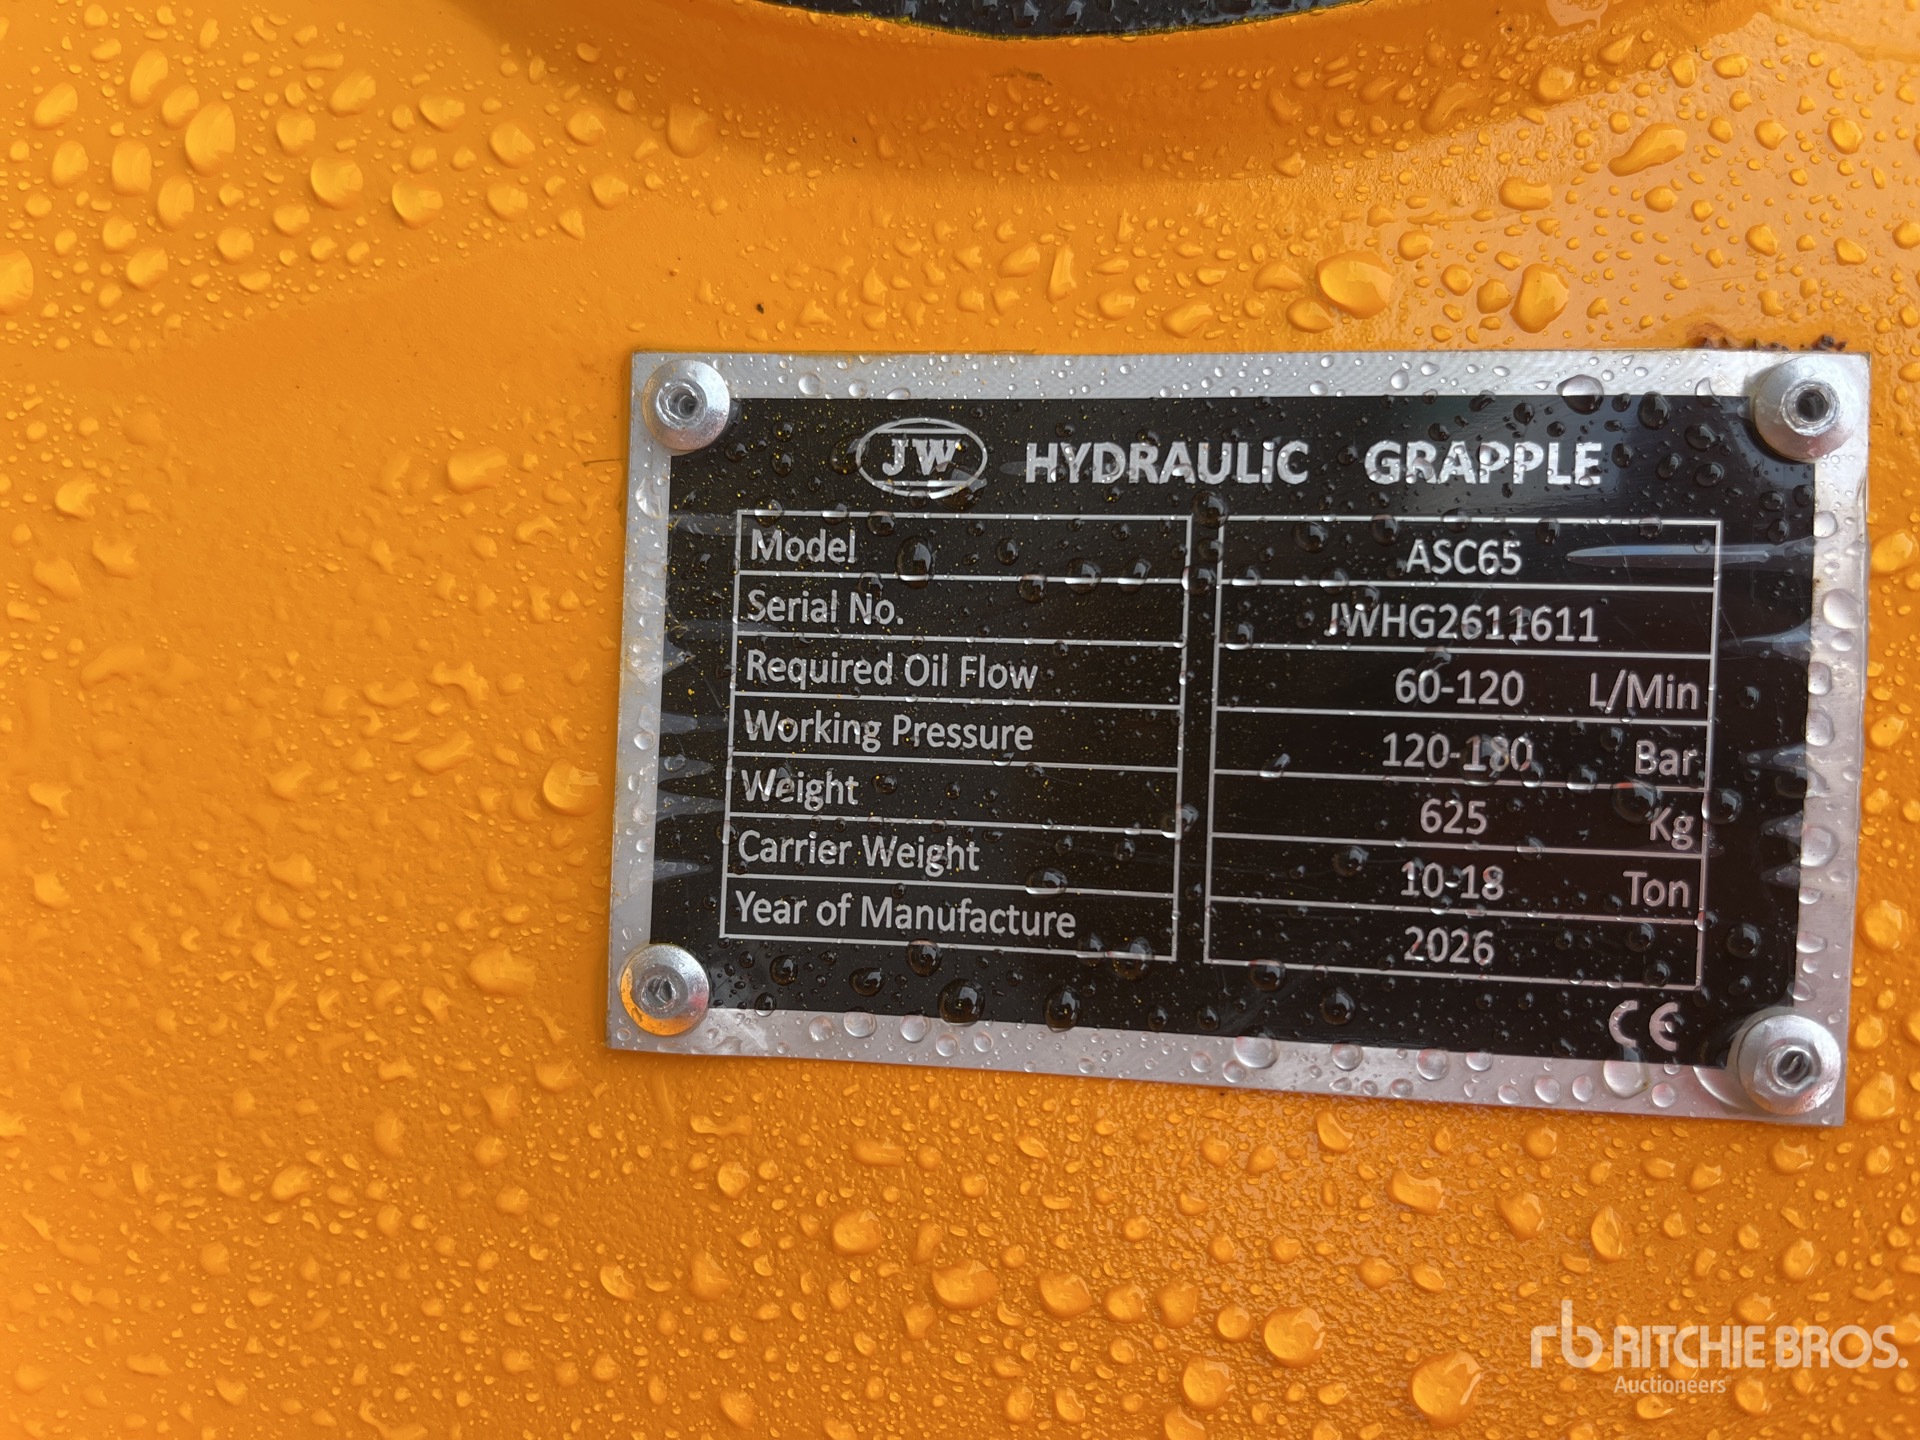 JW HYDRAULIC GRAPPLE
Model ASC65
Serial No. JWHG2611611
Required Oil Flow 60-120 L/Min
Working Pressure 120-180 Bar
Weight 625 Kg
Carrier Weight 10-18 Ton
Year of Manufacture 2026
CE
rb RITCHIE BROS.
Auctioneers